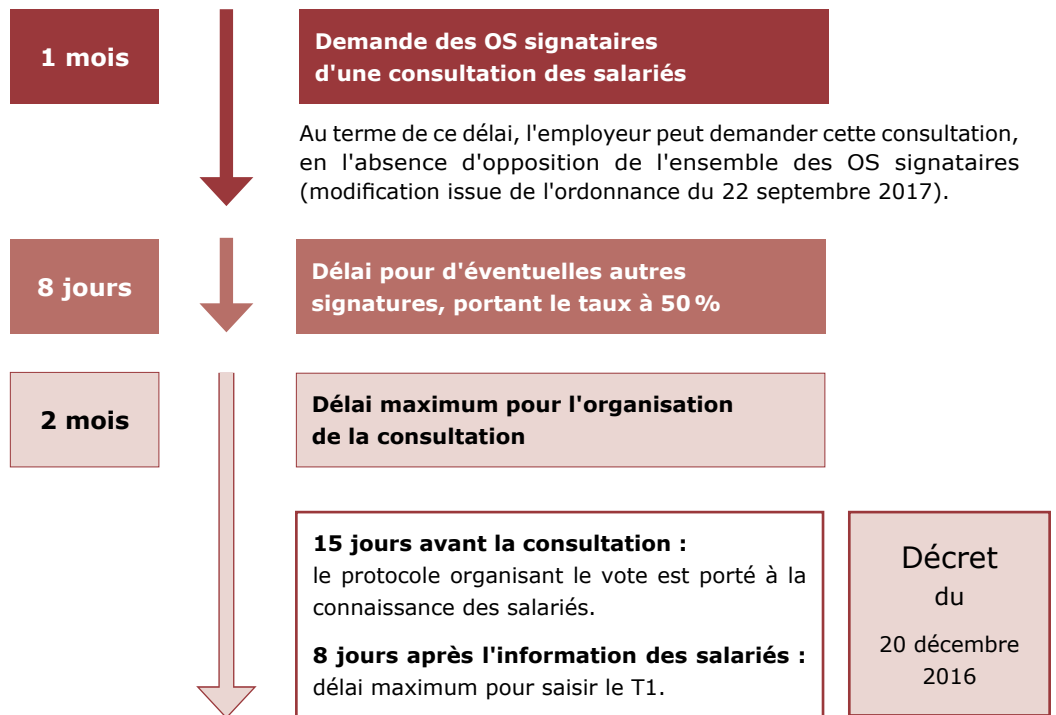 1 mois
Demande des OS signataires
d'une consultation des salariés
Au terme de ce délai, l'employeur peut demander cette consultation,
en l'absence d'opposition de l'ensemble des OS signataires
(modification issue de l'ordonnance du 22 septembre 2017).
8 jours
Délai pour d'éventuelles autres
signatures, portant le taux à 50 %
2 mois
Délai maximum pour l'organisation
de la consultation
15 jours avant la consultation :
le protocole organisant le vote est porté à la
connaissance des salariés.
8 jours après l'information des salariés :
délai maximum pour saisir le T1.
Décret
du
20 décembre
2016